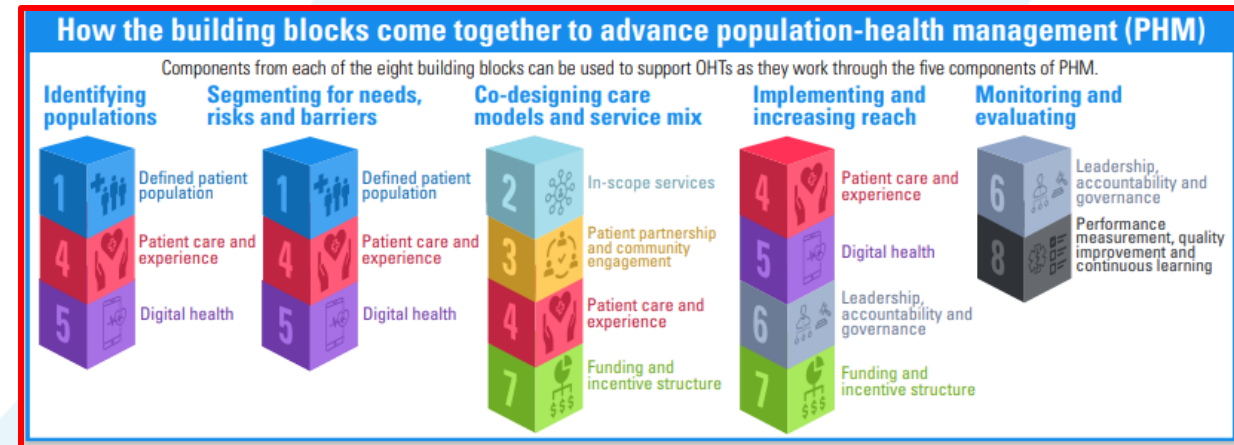 How the building blocks come together to advance population-health management (PHM)
Components from each of the eight building blocks can be used to support OHTs as they work through the five components of PHM.
Identifying
populations
1
Defined patient
population
4
Patient care and
experience
5
Digital health
Segmenting for needs,
risks and barriers
1
Defined patient
population
4
Patient care and
experience
5
Digital health
Co-designing care
models and service mix
2
In-scope services
3
Patient partnership
and community
engagement
4
Patient care and
experience
7
$$$
Funding and
incentive structure
Implementing and
increasing reach
4
Patient care and
experience
5
Digital health
6
Leadership,
accountability and
governance
7
$$$
Funding and
incentive structure
Monitoring and
evaluating
6
Leadership,
accountability and
governance
8
Performance
measurement, quality
improvement and
continuous learning